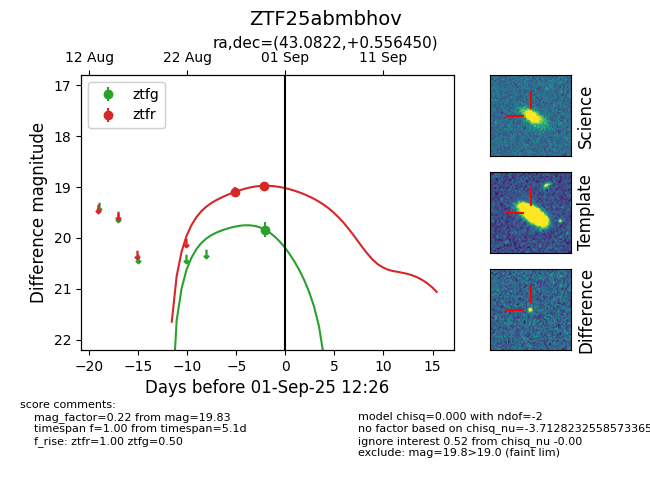 ZTF25abmbhov
ra,dec=(43.0822,+0.556450)
12 Aug
22 Aug
01 Sep
11 Sep
ztfg
ztfr
17
18
19
20
21
22
Difference magnitude
−20
−15
−10
−5
0
5
10
15
Days before 01-Sep-25 12:26
Science
Template
Difference
score comments:
mag_factor=0.22 from mag=19.83
timespan f=1.00 from timespan=5.1d
f_rise: ztfr=1.00 ztfg=0.50
model chisq=0.000 with ndof=-2
no factor based on chisq_nu=-3.7128232558573365
ignore interest 0.52 from chisq_nu -0.00
exclude: mag=19.8>19.0 (faint lim)